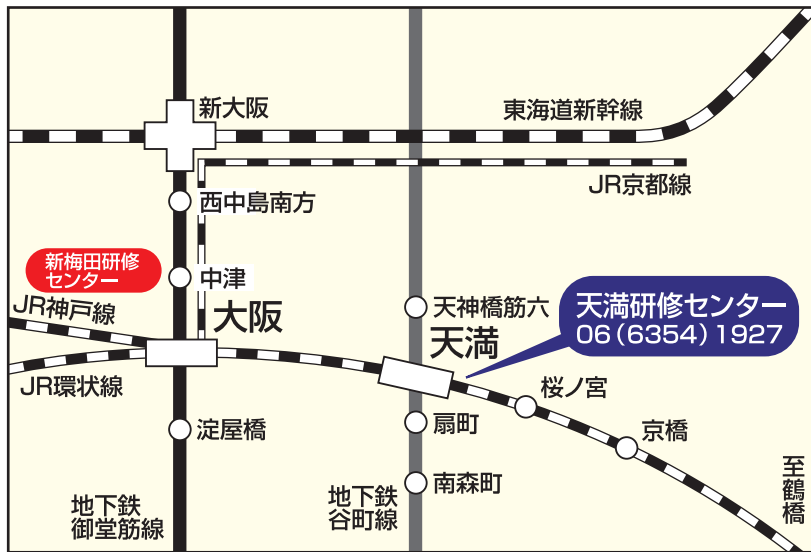 新大阪
東海道新幹線
JR京都線
西中島南方
新梅田研修
センター
中津
JR神戸線
大阪
天神橋筋六
天満
天満研修センター
06(6354)1927
JR環状線
桜ノ宮
淀屋橋
扇町
京橋
南森町
至鶴橋
地下鉄
御堂筋線
地下鉄
谷町線